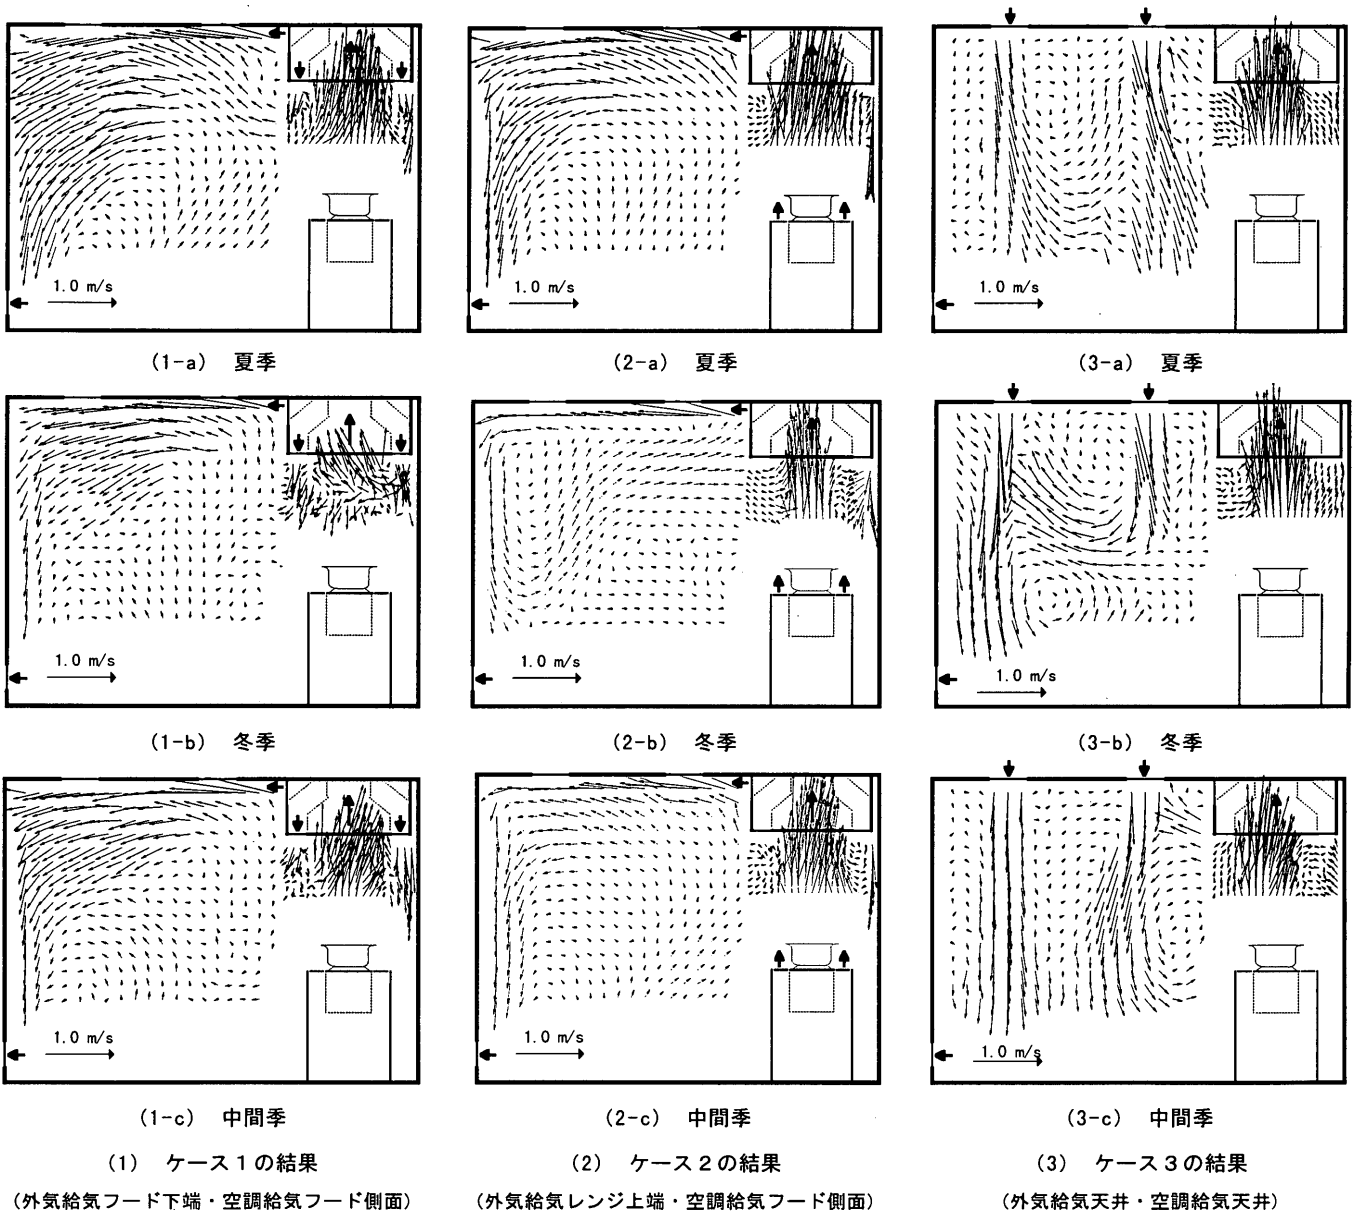 1.0 m/s
1.0 m/s
1.0 m/s
(1-a) 夏季
(2-a) 夏季
(3-a) 夏季
1.0 m/s
1.0 m/s
1.0 m/s
(1-b) 冬季
(2-b) 冬季
(3-b) 冬季
1.0 m/s
1.0 m/s
1.0 m/s
(1-c) 中間季
(2-c) 中間季
(3-c) 中間季
(1) ケース1の結果
(2) ケース2の結果
(3) ケース3の結果
(外気給気フード下端・空調給気フード側面)
(外気給気レンジ上端・空調給気フード側面)
(外気給気天井・空調給気天井)